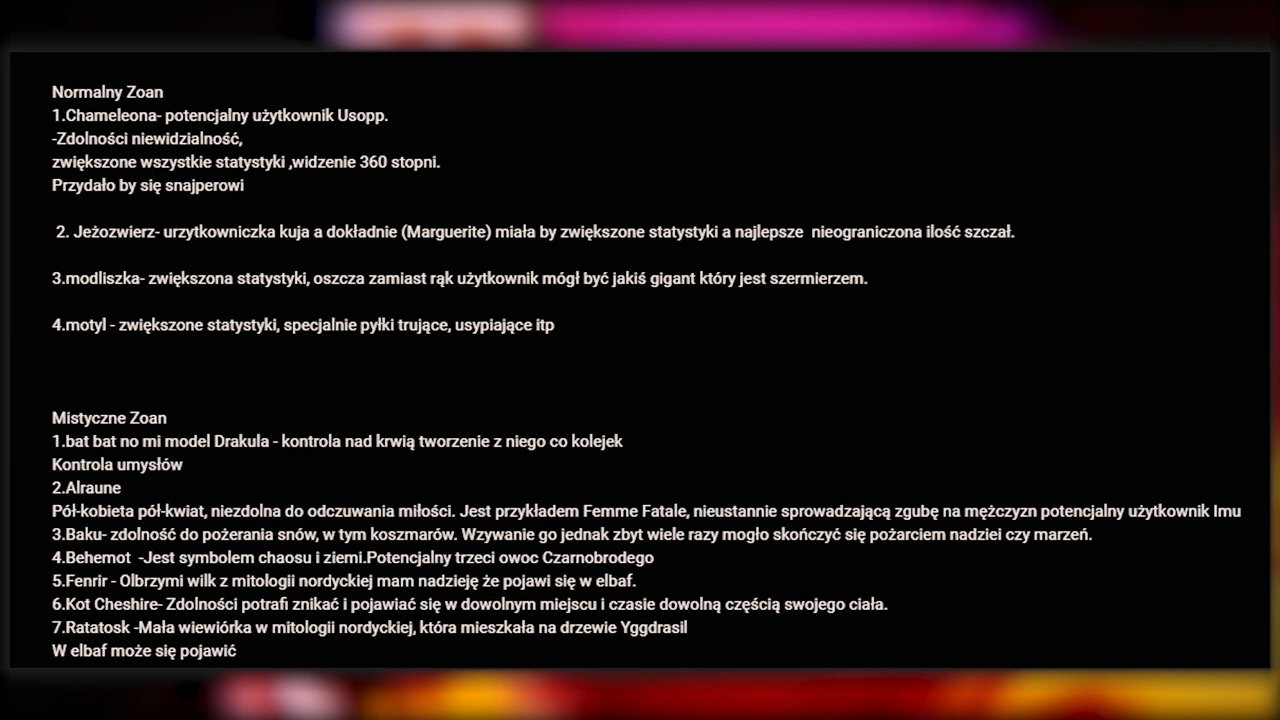 Normalny Zoan
1.Chameleona- potencjalny użytkownik Usopp.
-Zdolności niewidzialność,
zwiększone wszystkie statystyki ,widzenie 360 stopni.
Przydało by się snajperowi
2. Jeżozwierz- urzytkowniczka kuja a dokładnie (Marguerite) miała by zwiększone statystyki a najlepsze  nieograniczona ilość szczał.
3.modliszka- zwiększona statystyki, oszcza zamiast rąk użytkownik mógł być jakiś gigant który jest szermierzem.
4.motyl - zwiększone statystyki, specjalnie pyłki trujące, usypiające itp
Mistyczne Zoan
1.bat bat no mi model Drakula - kontrola nad krwią tworzenie z niego co kolejek
Kontrola umysłów
2.Alraune
Pół-kobieta pół-kwiat, niezdolna do odczuwania miłości. Jest przykładem Femme Fatale, nieustannie sprowadzającą zgubę na mężczyzn potencjalny użytkownik Imu
3.Baku- zdolność do pożerania snów, w tym koszmarów. Wzywanie go jednak zbyt wiele razy mogło skończyć się pożarciem nadziei czy marzeń.
4.Behemot  -Jest symbolem chaosu i ziemi.Potencjalny trzeci owoc Czarnobrodego
5.Fenrir - Olbrzymi wilk z mitologii nordyckiej mam nadzieję że pojawi się w elbaf.
6.Kot Cheshire- Zdolności potrafi znikać i pojawiać się w dowolnym miejscu i czasie dowolną częścią swojego ciała.
7.Ratatosk -Mała wiewiórka w mitologii nordyckiej, która mieszkała na drzewie Yggdrasil
W elbaf może się pojawić